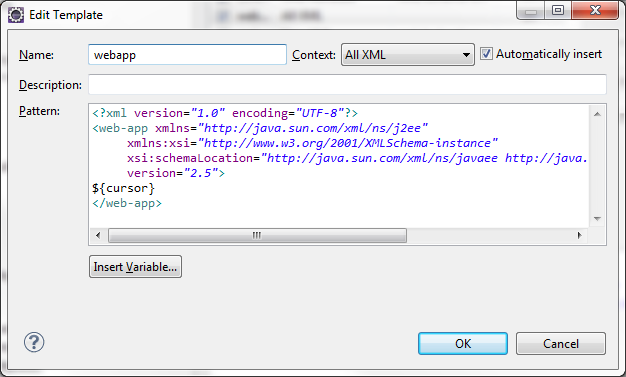 Edit Template
Name: webapp Context: All XML Automatically insert
Description:
Pattern: <?xml version="1.0" encoding="UTF-8"?>
<web-app xmlns="http://java.sun.com/xml/ns/j2ee"
xmlns:xsi="http://www.w3.org/2001/XMLSchema-instance"
xsi:schemaLocation="http://java.sun.com/xml/ns/javaee http://java.
version="2.5">
${cursor}
</web-app>
Insert Variable...
? OK Cancel